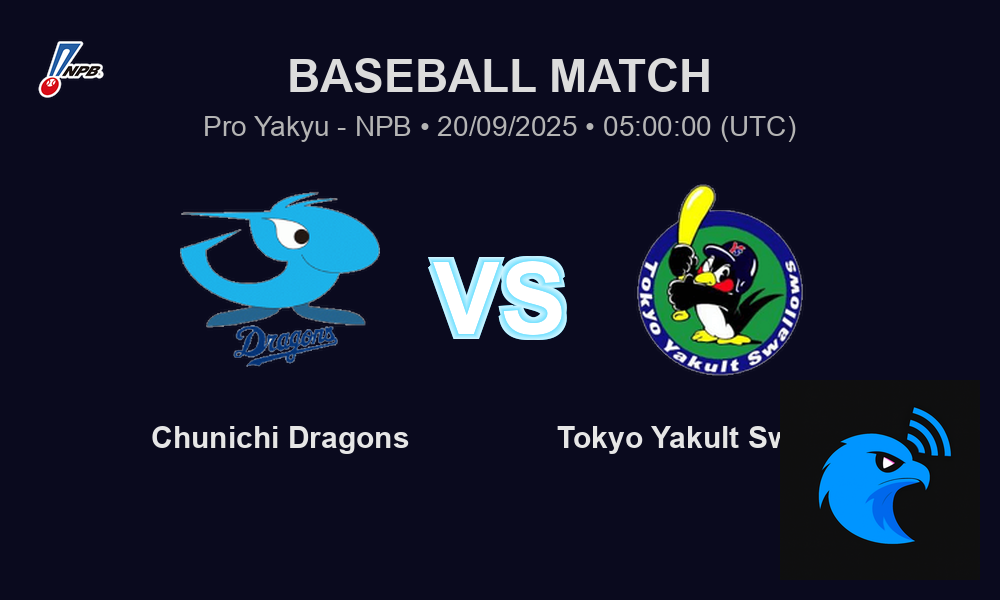 NPB
BASEBALL MATCH
Pro Yakyu - NPB • 20/09/2025 • 05:00:00 (UTC)
Dragons
VS
YS
Tokyo Yakult Swallows
Chunichi Dragons
Tokyo Yakult Sw